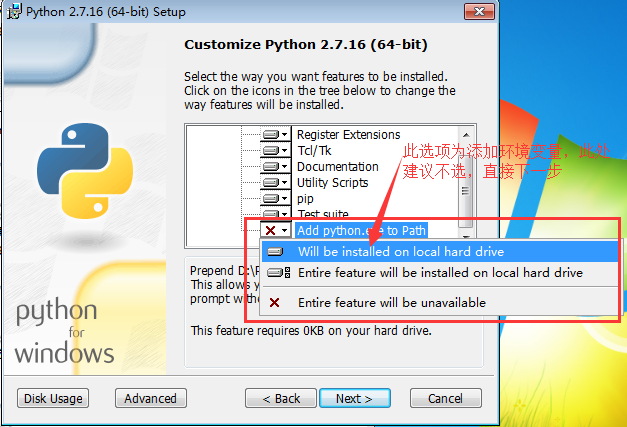 Python 2.7.16 (64-bit) Setup
Customize Python 2.7.16 (64-bit)
Select the way you want features to be installed.
Click on the icons in the tree below to change the
way features will be installed.
Register Extensions
Tcl/Tk
Documentation
Utility Scripts
pip
Test suite
Add python.exe to Path
此选项为添加环境变量，此处
建议不选，直接下一步
Will be installed on local hard drive
Entire feature will be installed on local hard drive
Entire feature will be unavailable
Prepend D:\P
This allows y
prompt witho
This feature requires 0KB on your hard drive.
python
for
windows
Disk Usage
Advanced
< Back
Next >
Cancel